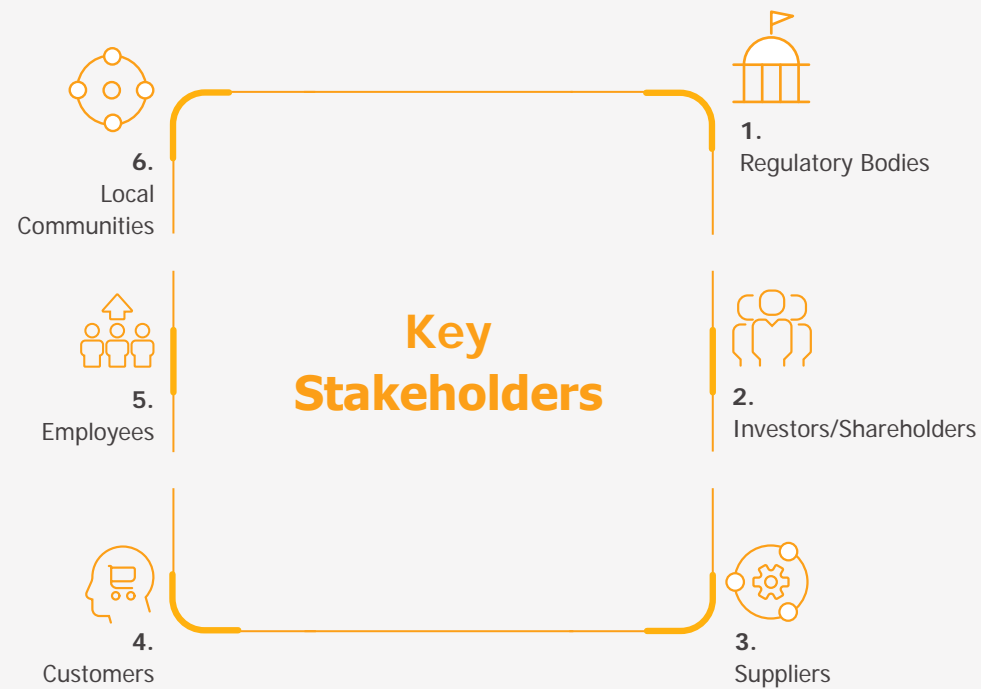 Key
Stakeholders
1.
Regulatory Bodies
2.
Investors/Shareholders
3.
Suppliers
4.
Customers
5.
Employees
6.
Local
Communities